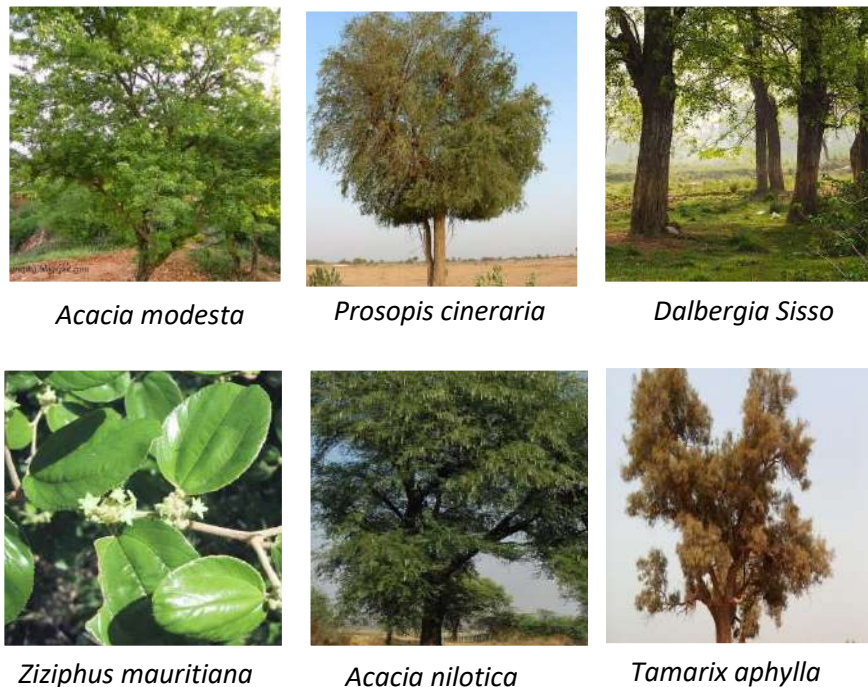 Acacia modesta
Prosopis cineraria
Dalbergia Sisso
Ziziphus mauritiana
Acacia nilotica
Tamarix aphylla